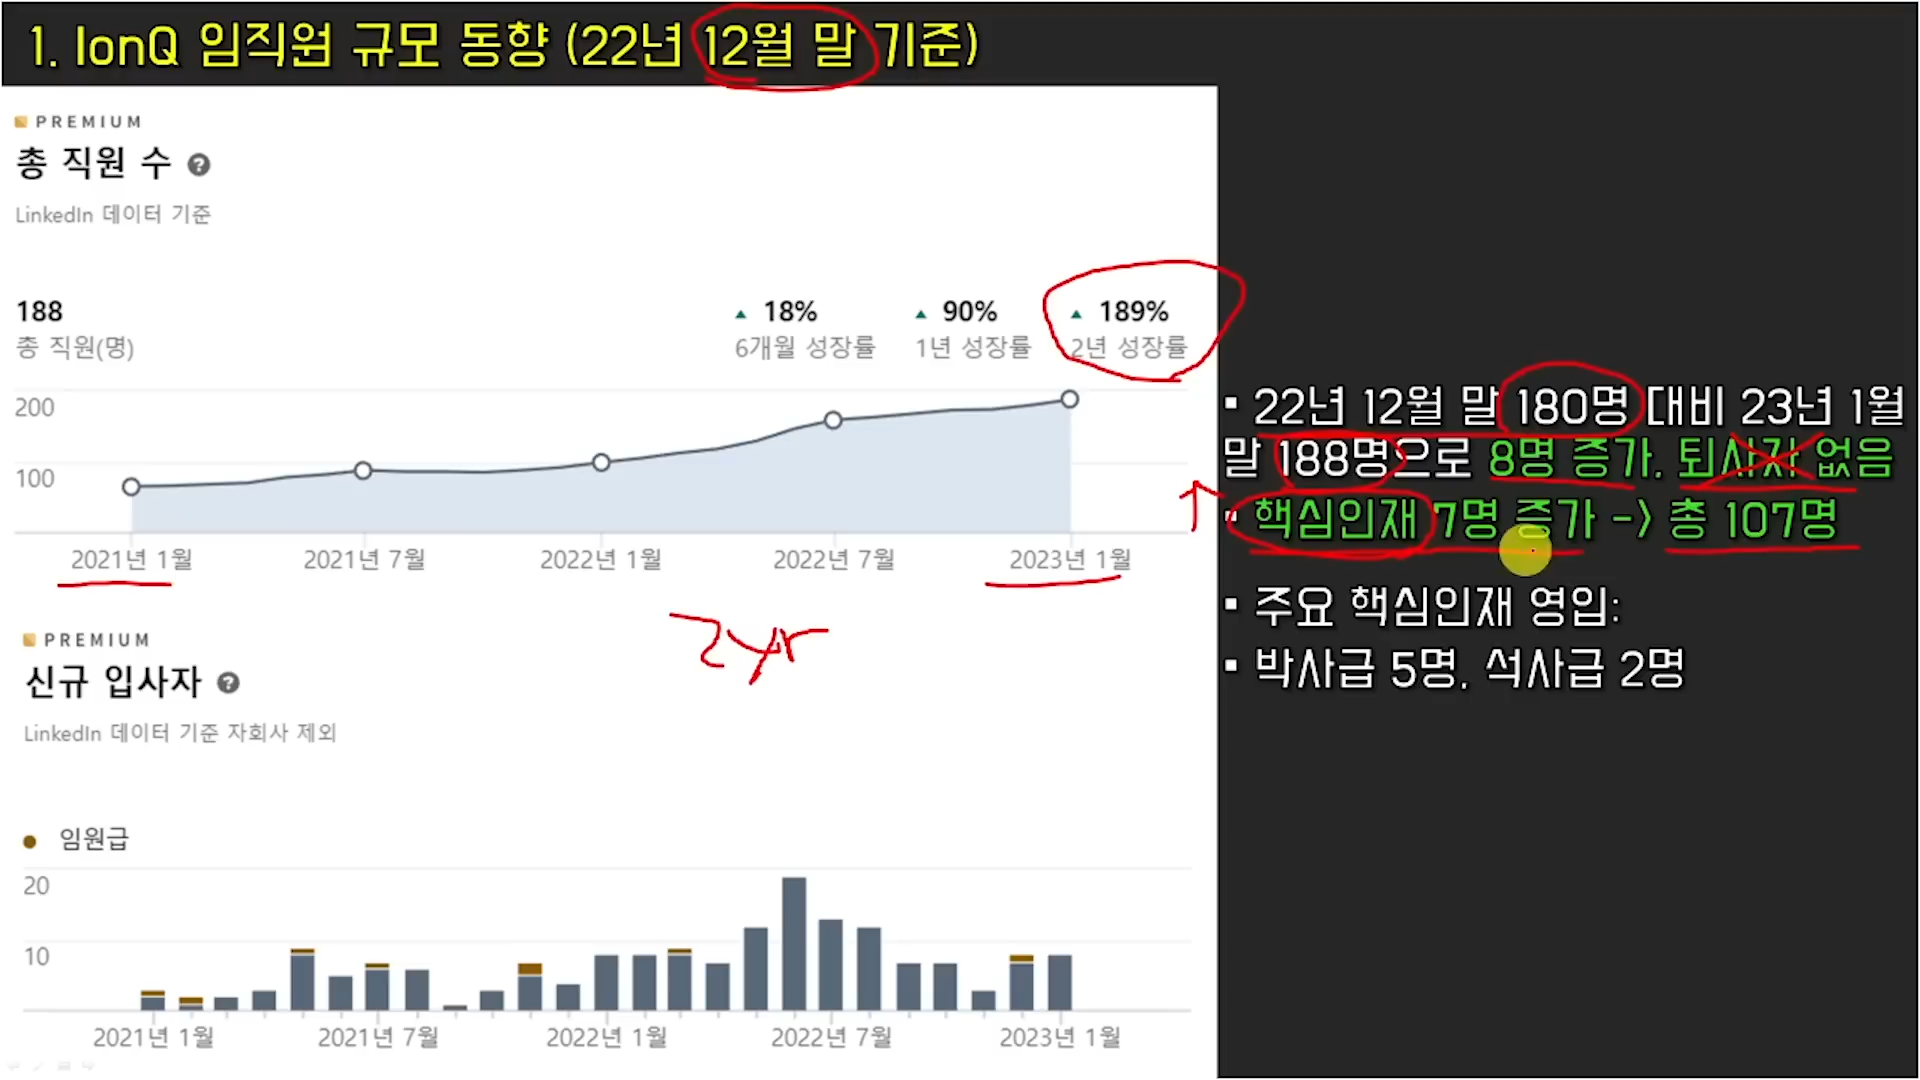 1. IonQ 임직원 규모 동향 (22년 12월 말 기준)
PREMIUM
총 직원 수 ?
LinkedIn 데이터 기준
188
총 직원(명)
▲ 18%
6개월 성장률
▲ 90%
1년 성장률
▲ 189%
2년 성장률
200
100
2021년 1월 2021년 7월 2022년 1월 2022년 7월 2023년 1월
2yr
PREMIUM
신규 입사자 ?
LinkedIn 데이터 기준 자회사 제외
임원급
20
10
2021년 1월 2021년 7월 2022년 1월 2022년 7월 2023년 1월
▪ 22년 12월 말 180명 대비 23년 1월
말 188명으로 8명 증가. 퇴사자 없음
▪ 핵심인재 7명 증가 -> 총 107명
▪ 주요 핵심인재 영입:
▪ 박사급 5명. 석사급 2명